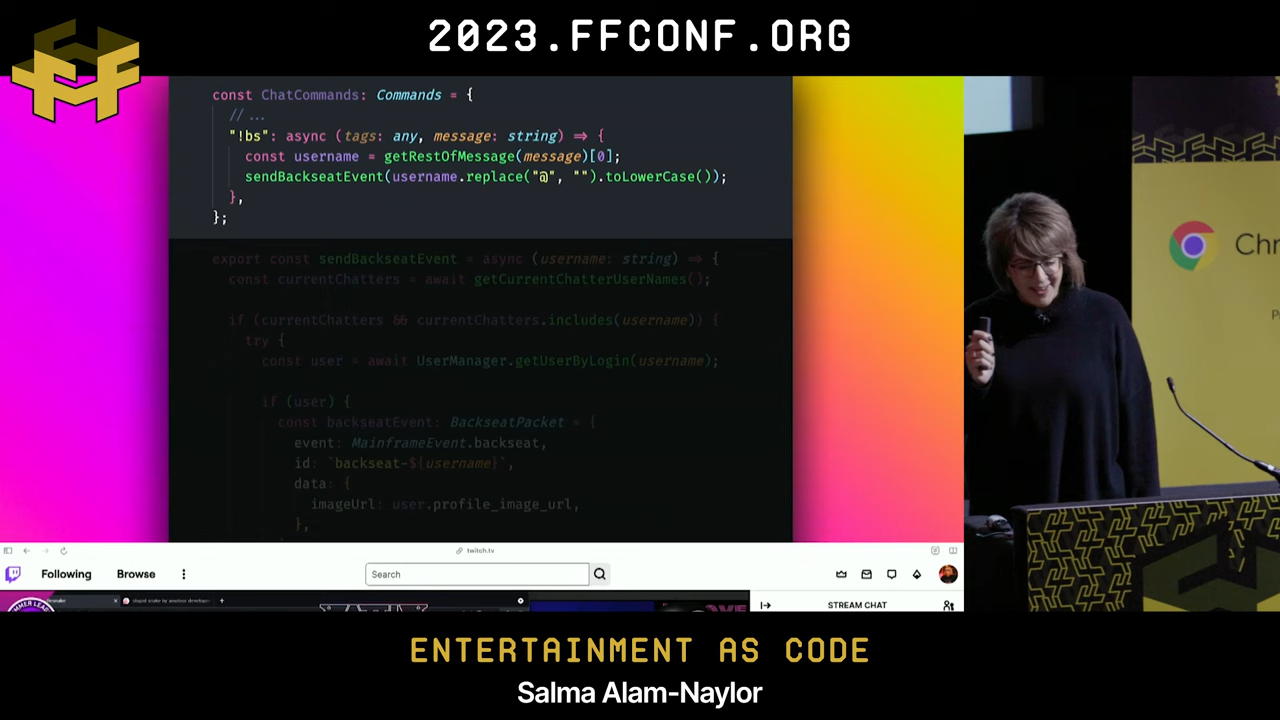 2023.FFCONF.ORG
const ChatCommands: Commands = {
// ...
"!bs": async (tags: any, message: string) => {
const username = getRestOfMessage(message)[0];
sendBackseatEvent(username.replace("@", "").toLowerCase());
},
};
export const sendBackseatEvent = async (username: string) => {
const currentChatters = await getCurrentChatterUserNames();
if (currentChatters && currentChatters.includes(username)) {
try {
const user = await UserManager.getUserByLogin(username);
if (user) {
const backseatEvent: BackseatPacket = {
event: MainframeEvent.backseat,
id: `backseat-${username}`,
data: {
imageUrl: user.profile_image_url,
},
Chr
twitch.tv
Following
Browse
Search
STREAM CHAT
ENTERTAINMENT AS CODE
Salma Alam-Naylor